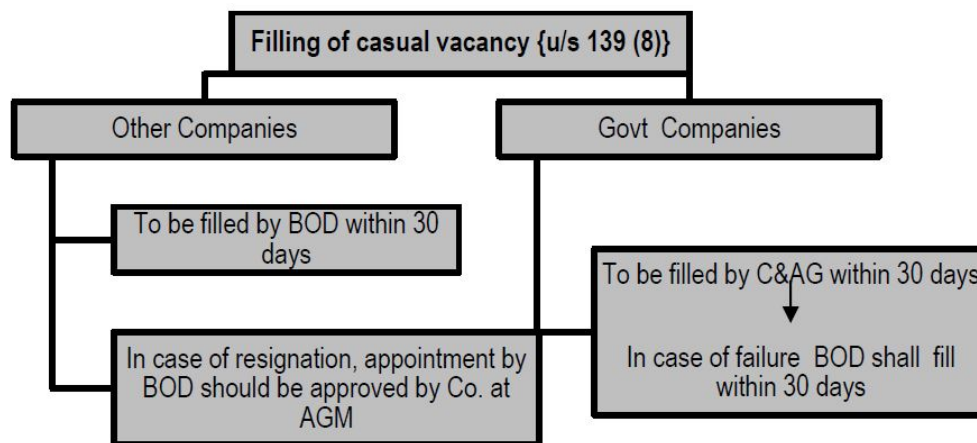 Filling of casual vacancy {u/s 139 (8)}
Other Companies
Govt Companies
To be filled by BOD within 30
days
In case of resignation, appointment by
BOD should be approved by Co. at
AGM
To be filled by C&AG within 30 days
In case of failure BOD shall fill
within 30 days